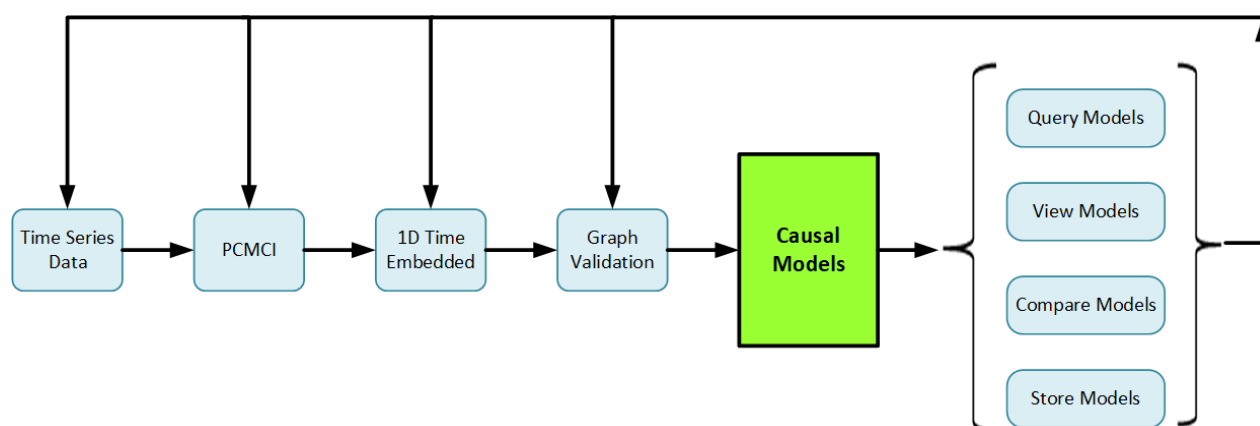 Time Series
Data
PCMCI
1D Time
Embedded
Graph
Validation
Causal
Models
Query Models
View Models
Compare Models
Store Models